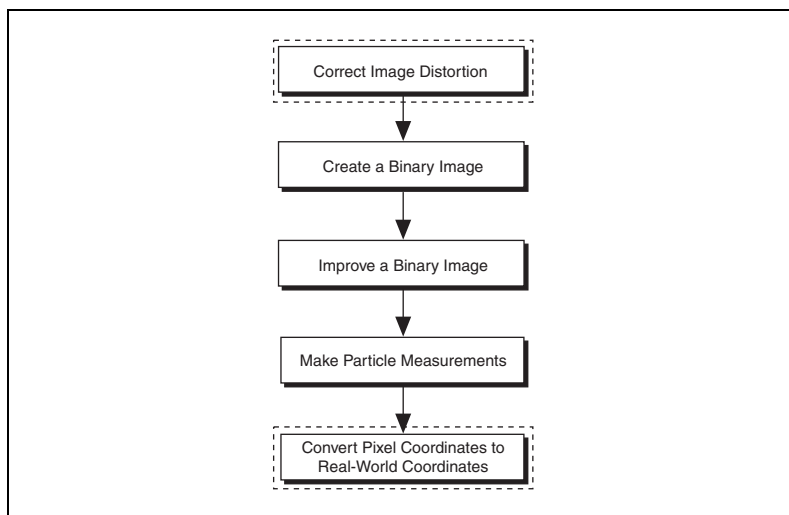 Correct Image Distortion
Create a Binary Image
Improve a Binary Image
Make Particle Measurements
Convert Pixel Coordinates to
Real-World Coordinates